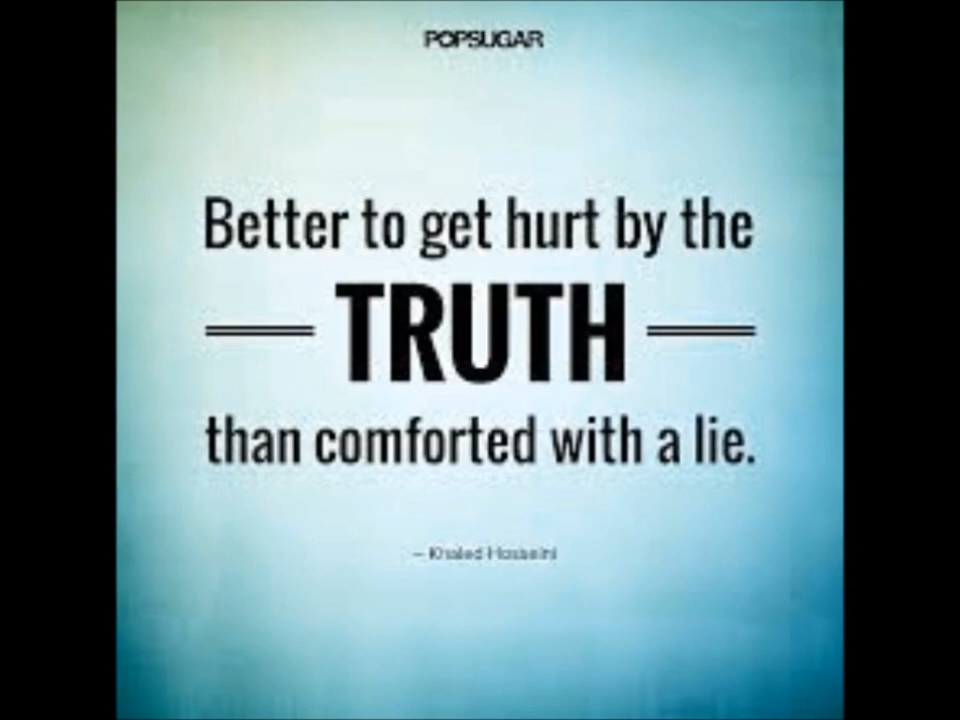 POPSUGAR
Better to get hurt by the
TRUTH
than comforted with a lie.
– Khaled Hosseini